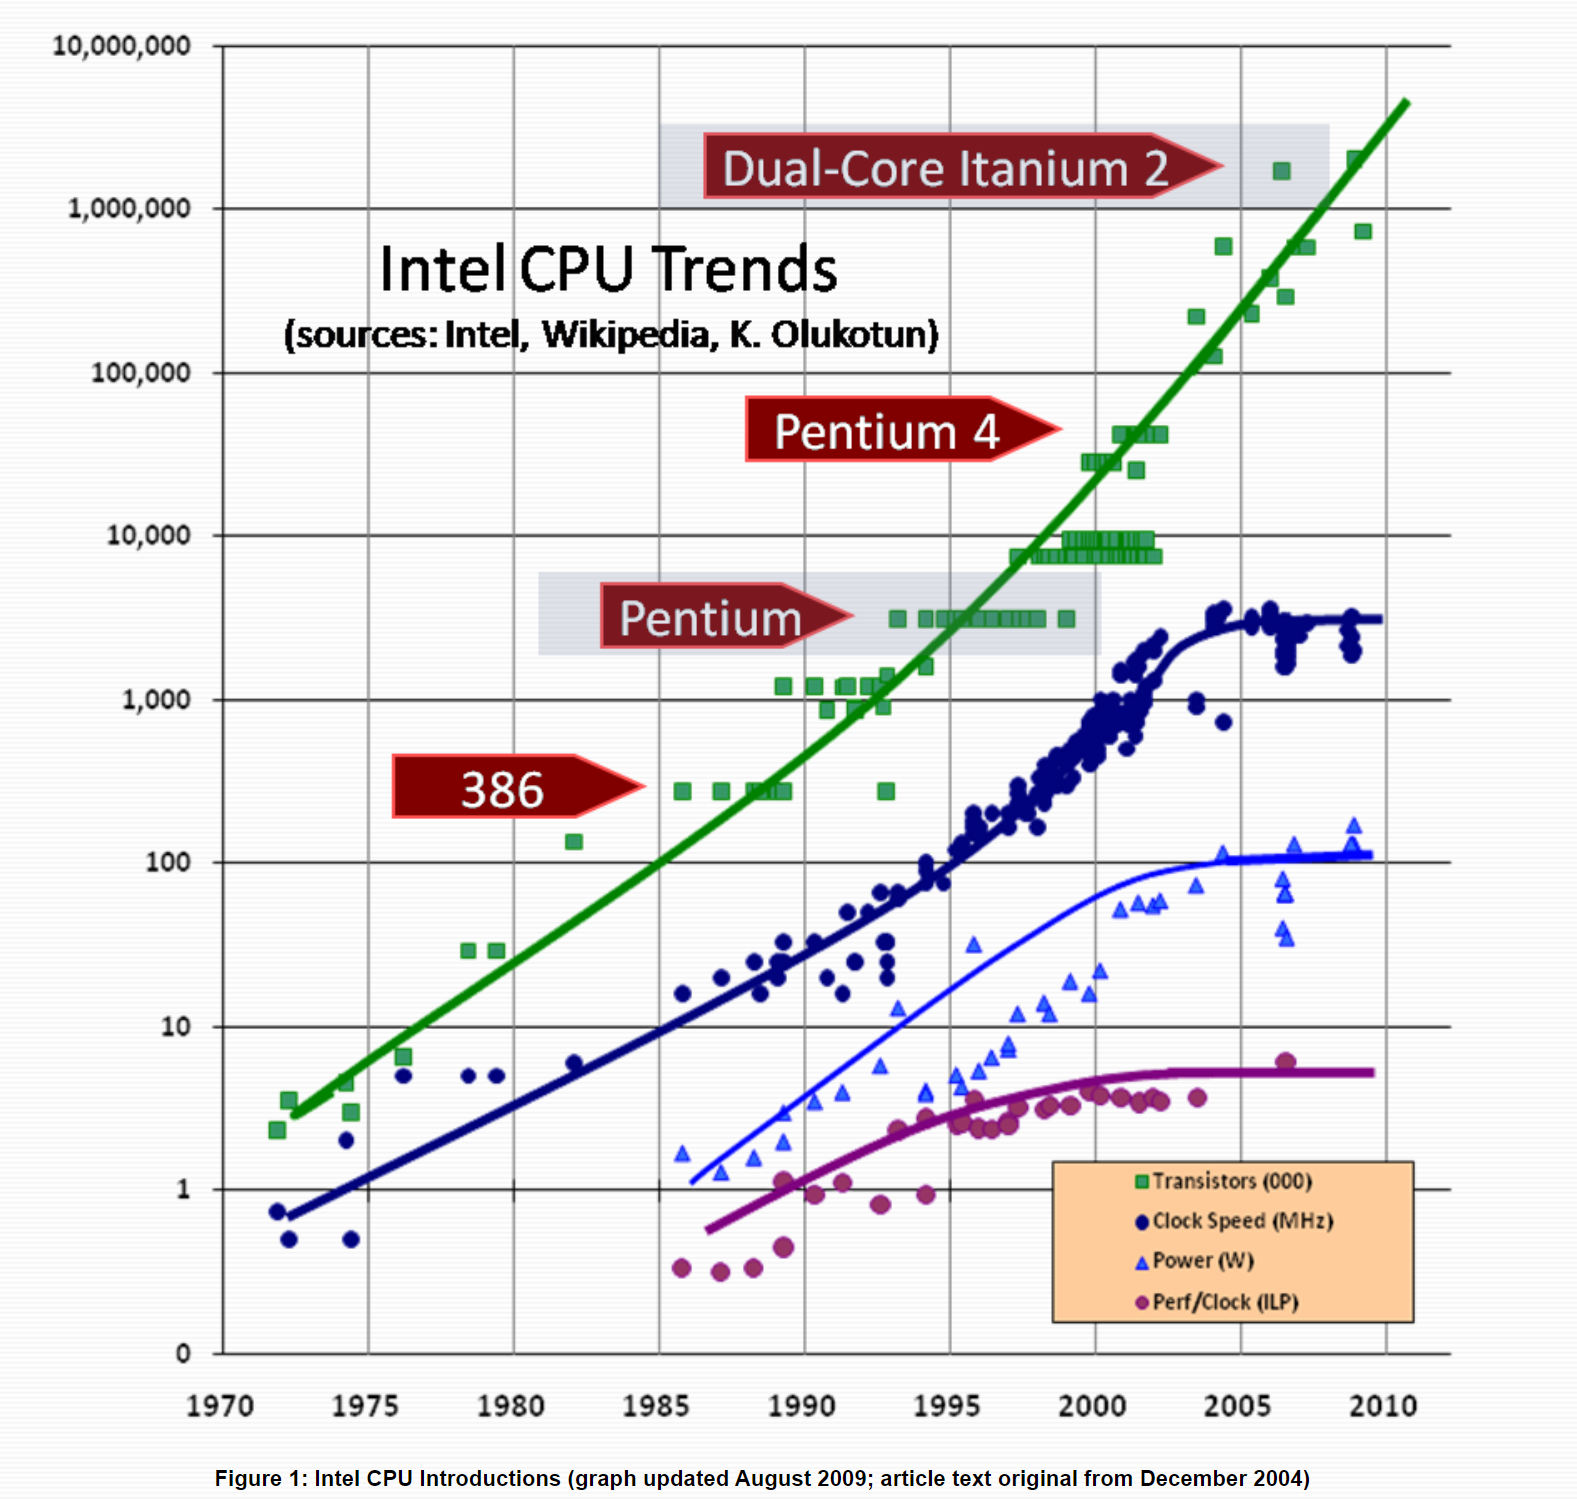 10,000,000
Dual-Core Itanium 2
1,000,000
Intel CPU Trends
(sources: Intel, Wikipedia, K. Olukotun)
100,000
Pentium 4
10,000
Pentium
1,000
386
100
10
1
Transistors (000)
Clock Speed (MHz)
Power (W)
Perf/Clock (ILP)
0
1970 1975 1980 1985 1990 1995 2000 2005 2010
Figure 1: Intel CPU Introductions (graph updated August 2009; article text original from December 2004)